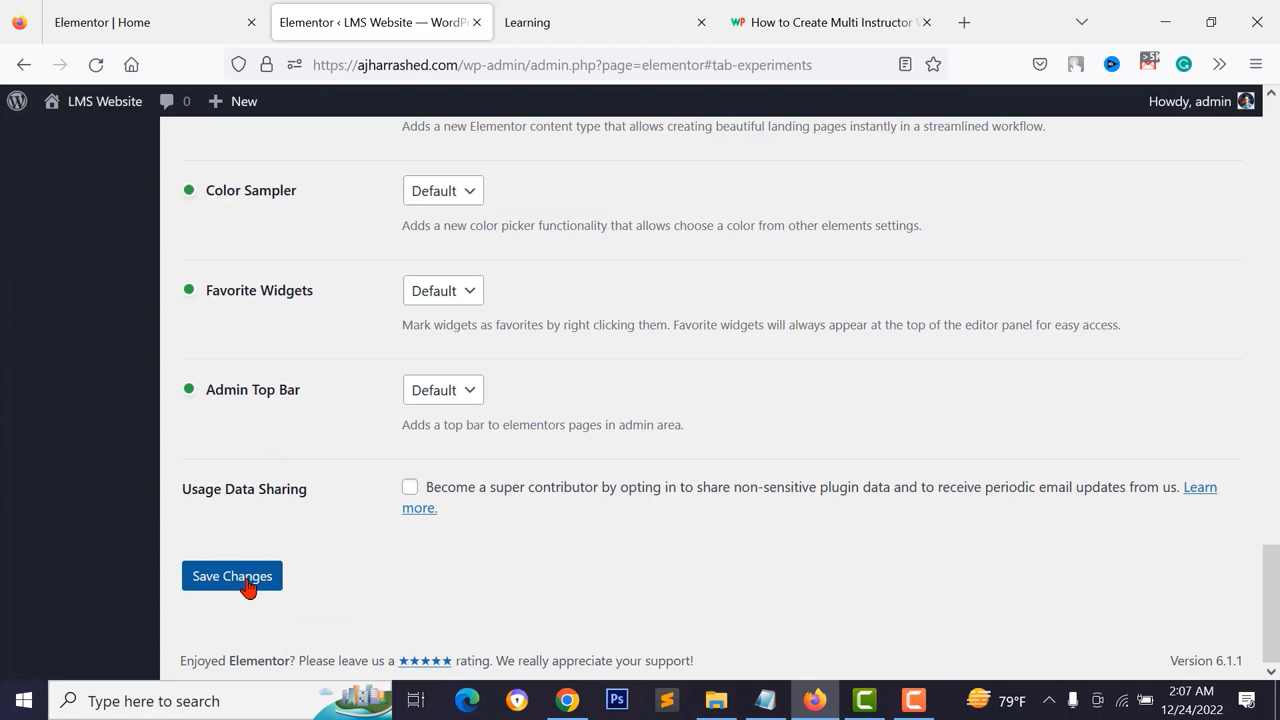 Elementor | Home
Elementor ‹ LMS Website — WordPr
Learning
WP How to Create Multi Instructor
https://ajharrashed.com/wp-admin/admin.php?page=elementor#tab-experiments
>5K
LMS Website
0
New
Howdy, admin
Adds a new Elementor content type that allows creating beautiful landing pages instantly in a streamlined workflow.
Color Sampler
Default
Adds a new color picker functionality that allows choose a color from other elements settings.
Favorite Widgets
Default
Mark widgets as favorites by right clicking them. Favorite widgets will always appear at the top of the editor panel for easy access.
Admin Top Bar
Default
Adds a top bar to elementors pages in admin area.
Usage Data Sharing
Become a super contributor by opting in to share non-sensitive plugin data and to receive periodic email updates from us. Learn
more.
Save Changes
Enjoyed Elementor? Please leave us a ★★★★★ rating. We really appreciate your support!
Version 6.1.1
Type here to search
Ps
79°F
2:07 AM
12/24/2022